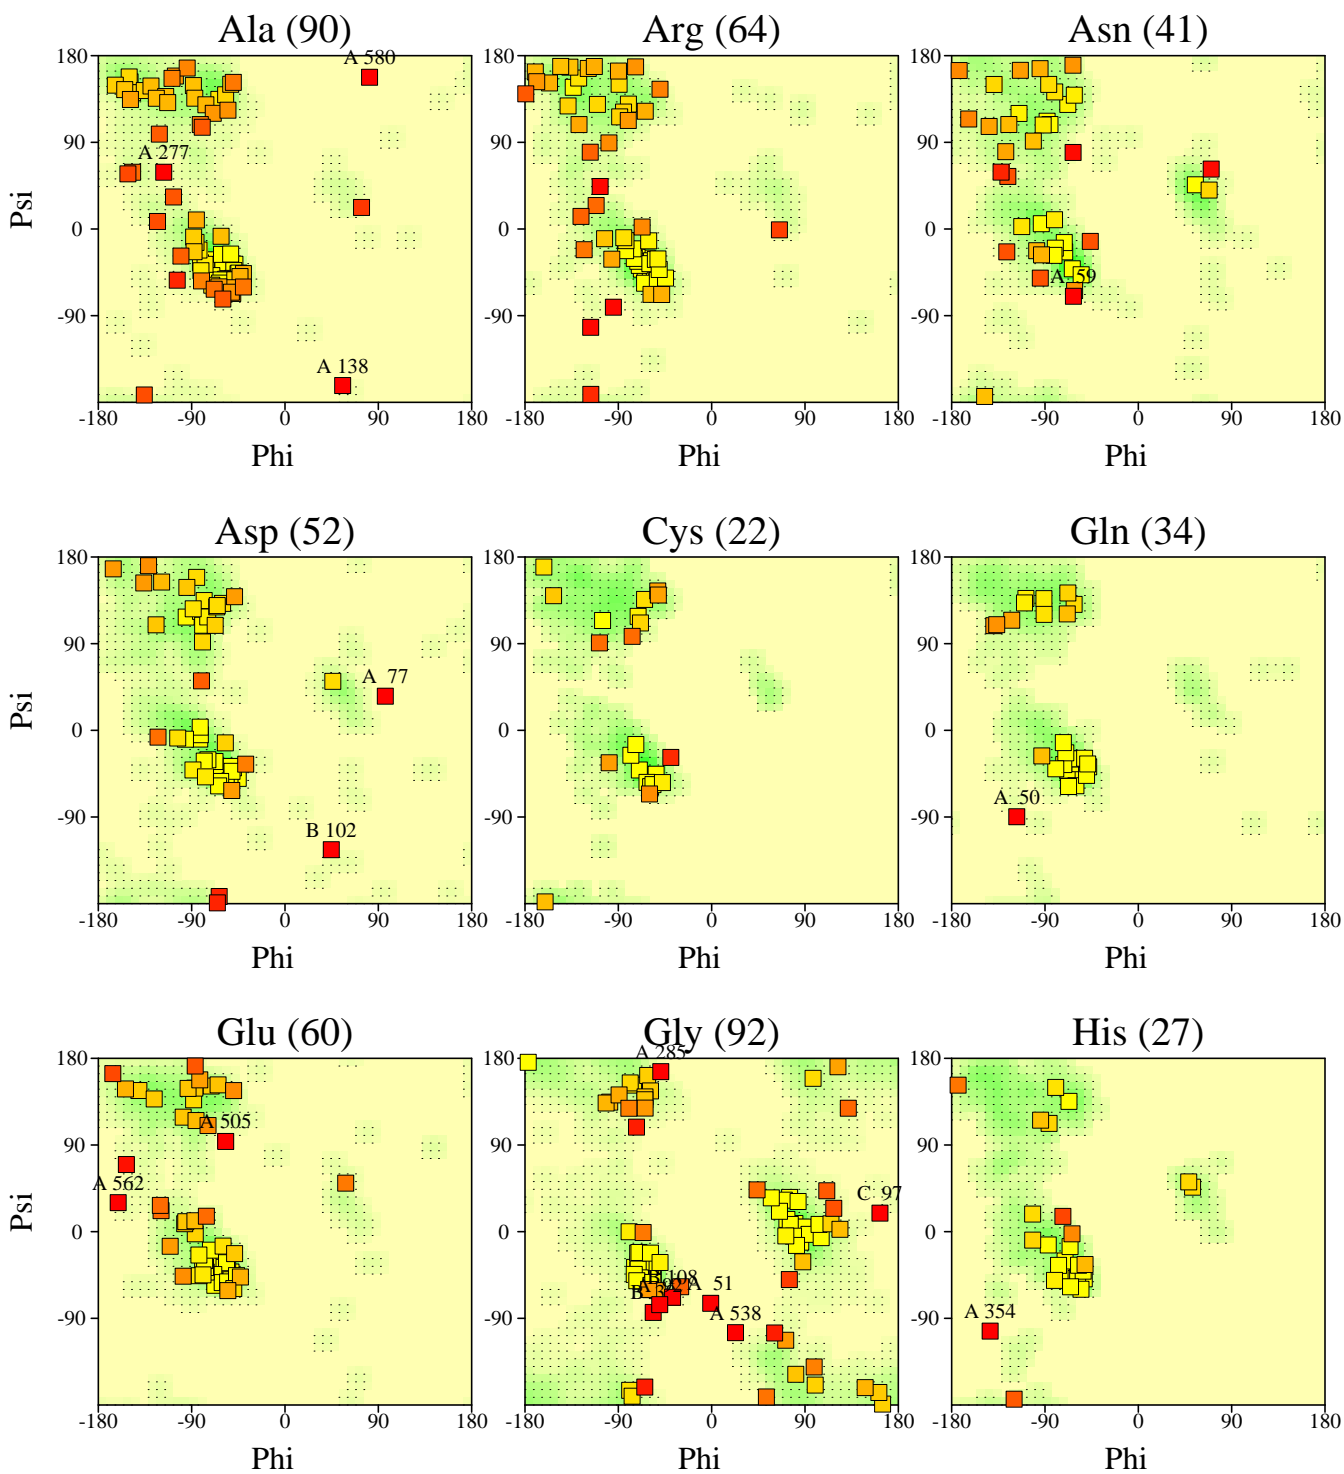 Ala (90) Arg (64) Asn (41)
180 A 580 180 180
90 A 277 90 90
Psi 0 0 0
-90 -90 -90 A 59
A 138
-180 -90 0 90 180 -180 -90 0 90 180 -180 -90 0 90 180
Phi Phi Phi
Asp (52) Cys (22) Gln (34)
180 180 180
90 A 77 90 90
Psi 0 0 0
-90 B 102 -90 -90 A 50
-180 -90 0 90 180 -180 -90 0 90 180 -180 -90 0 90 180
Phi Phi Phi
Glu (60) Gly (92) His (27)
180 180 A 285 180
90 A 505 90 90
A 562 C 97
Psi 0 0 0
B 108 A 51
-90 -90 A 538 -90 A 354
-180 -90 0 90 180 -180 -90 0 90 180 -180 -90 0 90 180
Phi Phi Phi